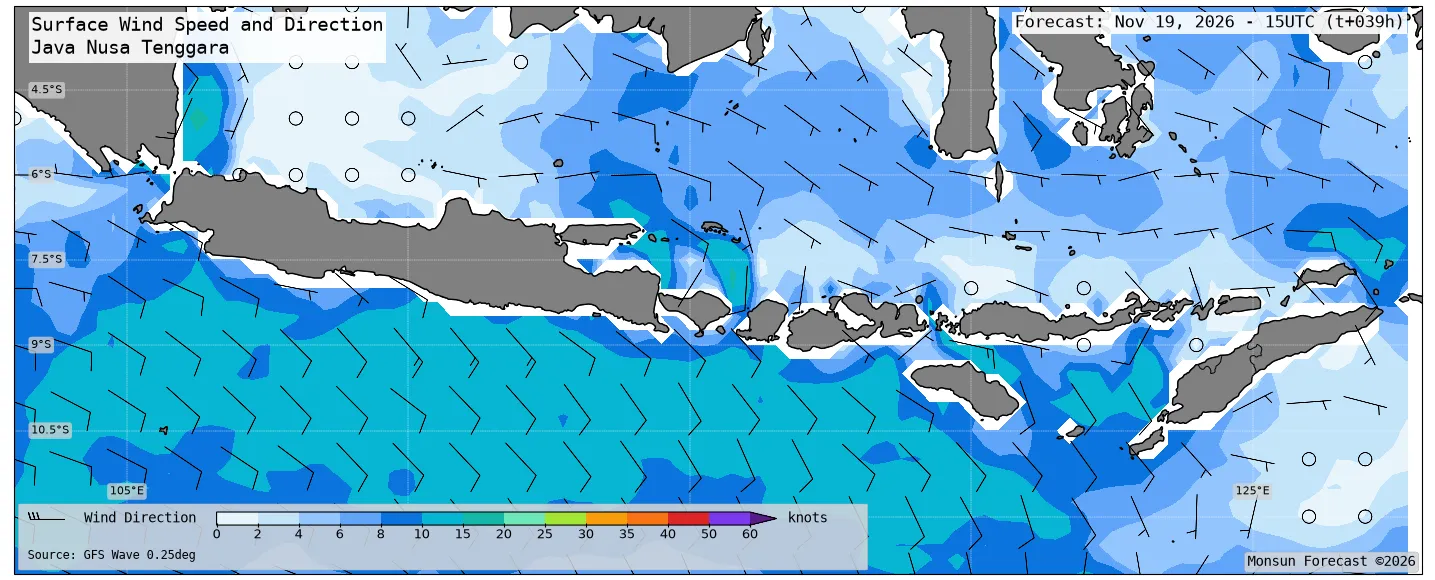 Surface Wind Speed and Direction
Java Nusa Tenggara
Forecast: Nov 19, 2026 - 15UTC (t+039h)
4.5°S
6°S
7.5°S
9°S
10.5°S
105°E
125°E
Wind Direction
0 2 4 6 8 10 15 20 25 30 35 40 50 60
knots
Source: GFS Wave 0.25deg
Monsun Forecast ©2026